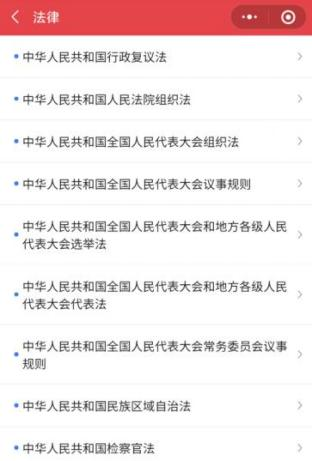 法律
中华人民共和国行政复议法
中华人民共和国人民法院组织法
中华人民共和国全国人民代表大会组织法
中华人民共和国全国人民代表大会议事规则
中华人民共和国全国人民代表大会和地方各级人民
代表大会选举法
中华人民共和国全国人民代表大会和地方各级人民
代表大会代表法
中华人民共和国全国人民代表大会常务委员会议事
规则
中华人民共和国民族区域自治法
中华人民共和国检察官法